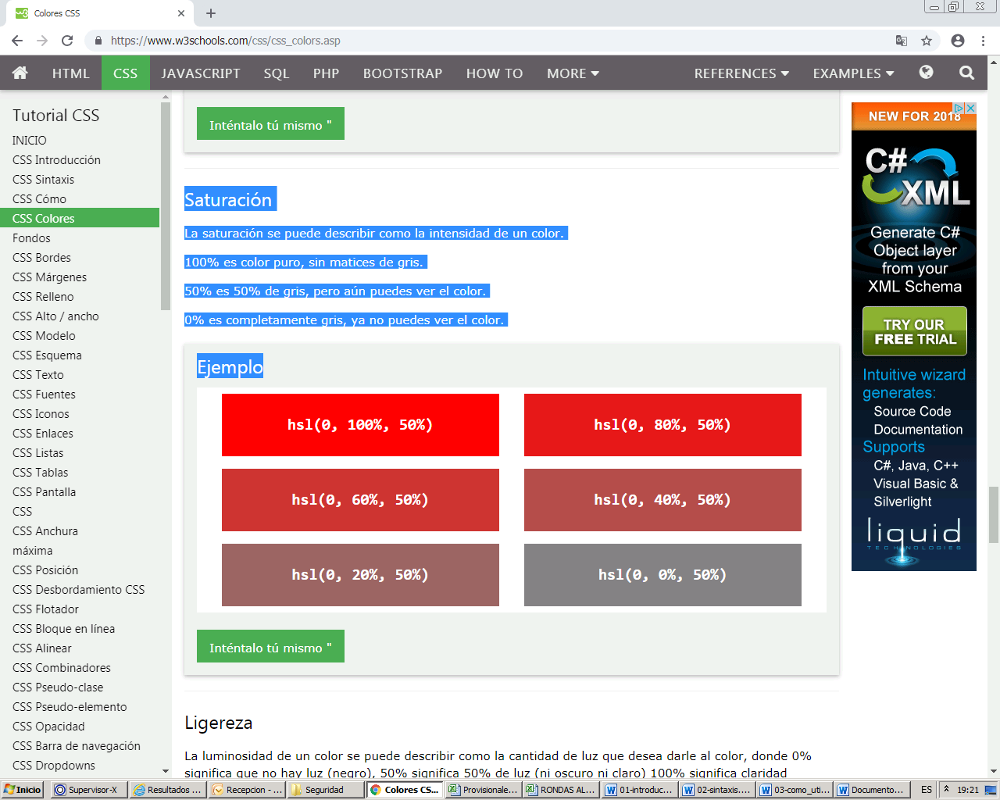 Colores CSS
https://www.w3schools.com/css/css_colors.asp
HTML CSS JAVASCRIPT SQL PHP BOOTSTRAP HOW TO MORE REFERENCES EXAMPLES
Tutorial CSS
INICIO
CSS Introducción
CSS Sintaxis
CSS Cómo
CSS Colores
Fondos
CSS Bordes
CSS Márgenes
CSS Relleno
CSS Alto / ancho
CSS Modelo
CSS Esquema
CSS Texto
CSS Fuentes
CSS Iconos
CSS Enlaces
CSS Listas
CSS Tablas
CSS Pantalla
CSS
CSS Anchura
máxima
CSS Posición
CSS Desbordamiento CSS
CSS Flotador
CSS Bloque en línea
CSS Alinear
CSS Combinadores
CSS Pseudo-clase
CSS Pseudo-elemento
CSS Opacidad
CSS Barra de navegación
CSS Dropdowns
Inténtalo tú mismo "
Saturación
La saturación se puede describir como la intensidad de un color.
100% es color puro, sin matices de gris.
50% es 50% de gris, pero aún puedes ver el color.
0% es completamente gris, ya no puedes ver el color.
Ejemplo
hsl(0, 100%, 50%)
hsl(0, 80%, 50%)
hsl(0, 60%, 50%)
hsl(0, 40%, 50%)
hsl(0, 20%, 50%)
hsl(0, 0%, 50%)
Inténtalo tú mismo "
Ligereza
La luminosidad de un color se puede describir como la cantidad de luz que desea darle al color, donde 0%
significa que no hay luz (negro), 50% significa 50% de luz (ni oscuro ni claro) 100% significa claridad
NEW FOR 2018
C#
XML
Generate C#
Object layer
from your
XML Schema
TRY OUR
FREE TRIAL
Intuitive wizard
generates:
Source Code
Documentation
Supports
C#, Java, C++
Visual Basic &
Silverlight
liquid
TECHNOLOGIES
Inicio
Supervisor-X
Resultados ...
Recepcion - ...
Seguridad
Colores CS...
Provisionale...
RONDAS AL...
01-introduc...
02-sintaxis....
03-como_uti...
Documento...
ES
19:21